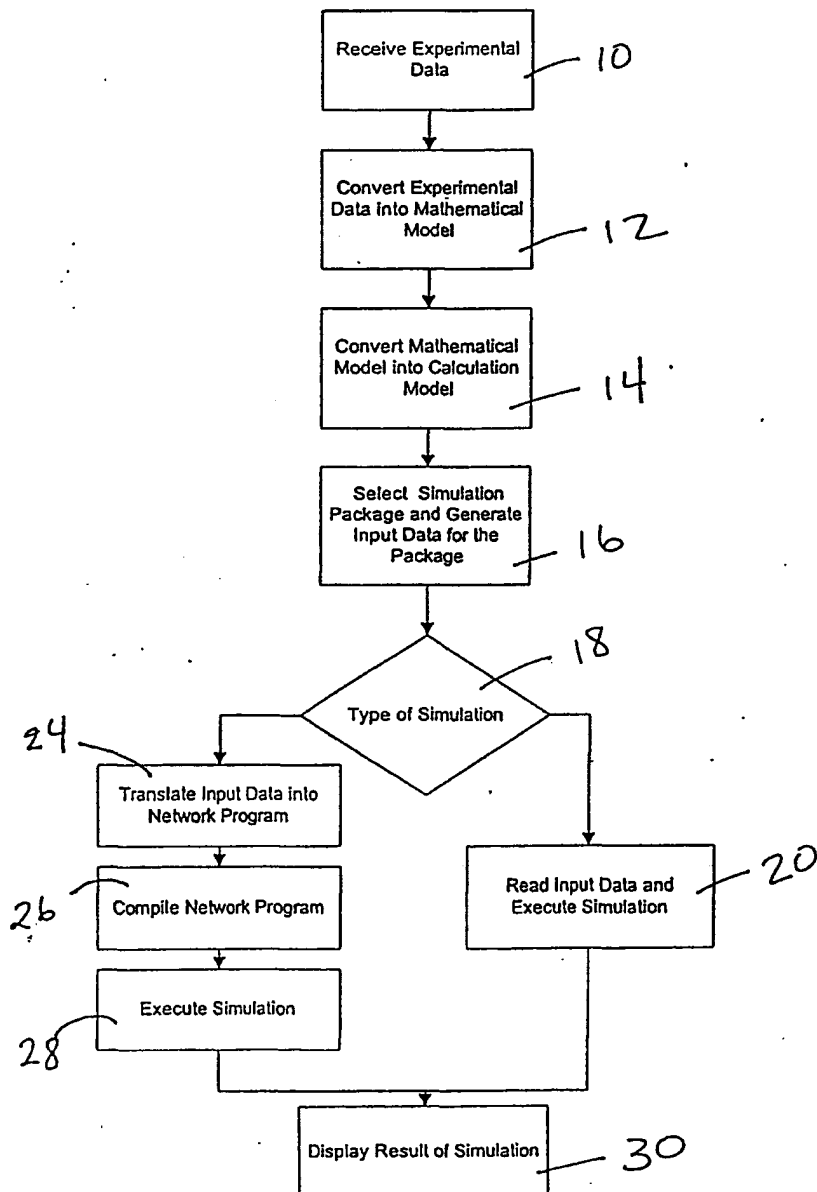 Receive Experimental
Data
10
Convert Experimental
Data into Mathematical
Model
12
Convert Mathematical
Model into Calculation
Model
14
Select Simulation
Package and Generate
Input Data for the
Package
16
18
Type of Simulation
24
Translate Input Data into
Network Program
26
Compile Network Program
20
Read Input Data and
Execute Simulation
28
Execute Simulation
Display Result of Simulation
30